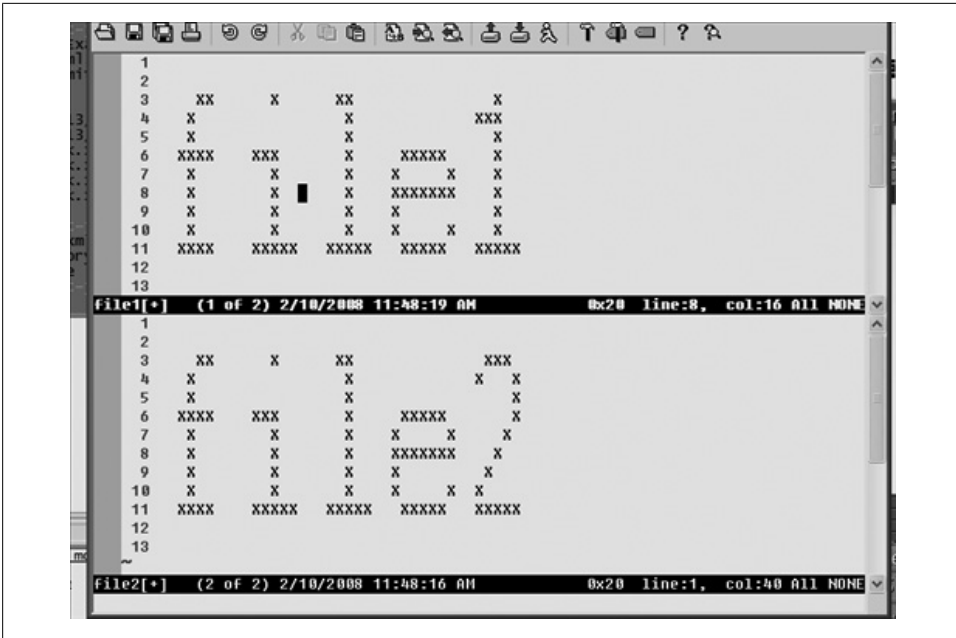 1
2
3 XX X XX X
4 X X XXX
5 X X X
6 XXXX XXX X XXXXX X
7 X X X X X X
8 X X X XXXXXXX X
9 X X X X X
10 X X X X X X
11 XXXX XXXXX XXXXX XXXXX XXXXX
12
13
file1[+] (1 of 2) 2/10/2008 11:48:19 AM 0x20 line:8, col:16 All NONE
1
2
3 XX X XX XXX
4 X X X X
5 X X X
6 XXXX XXX X XXXXX X
7 X X X X X X
8 X X X XXXXXXX X
9 X X X X X
10 X X X X X X
11 XXXX XXXXX XXXXX XXXXX XXXXX
12
13
~
file2[+] (2 of 2) 2/10/2008 11:48:16 AM 0x20 line:1, col:40 All NONE